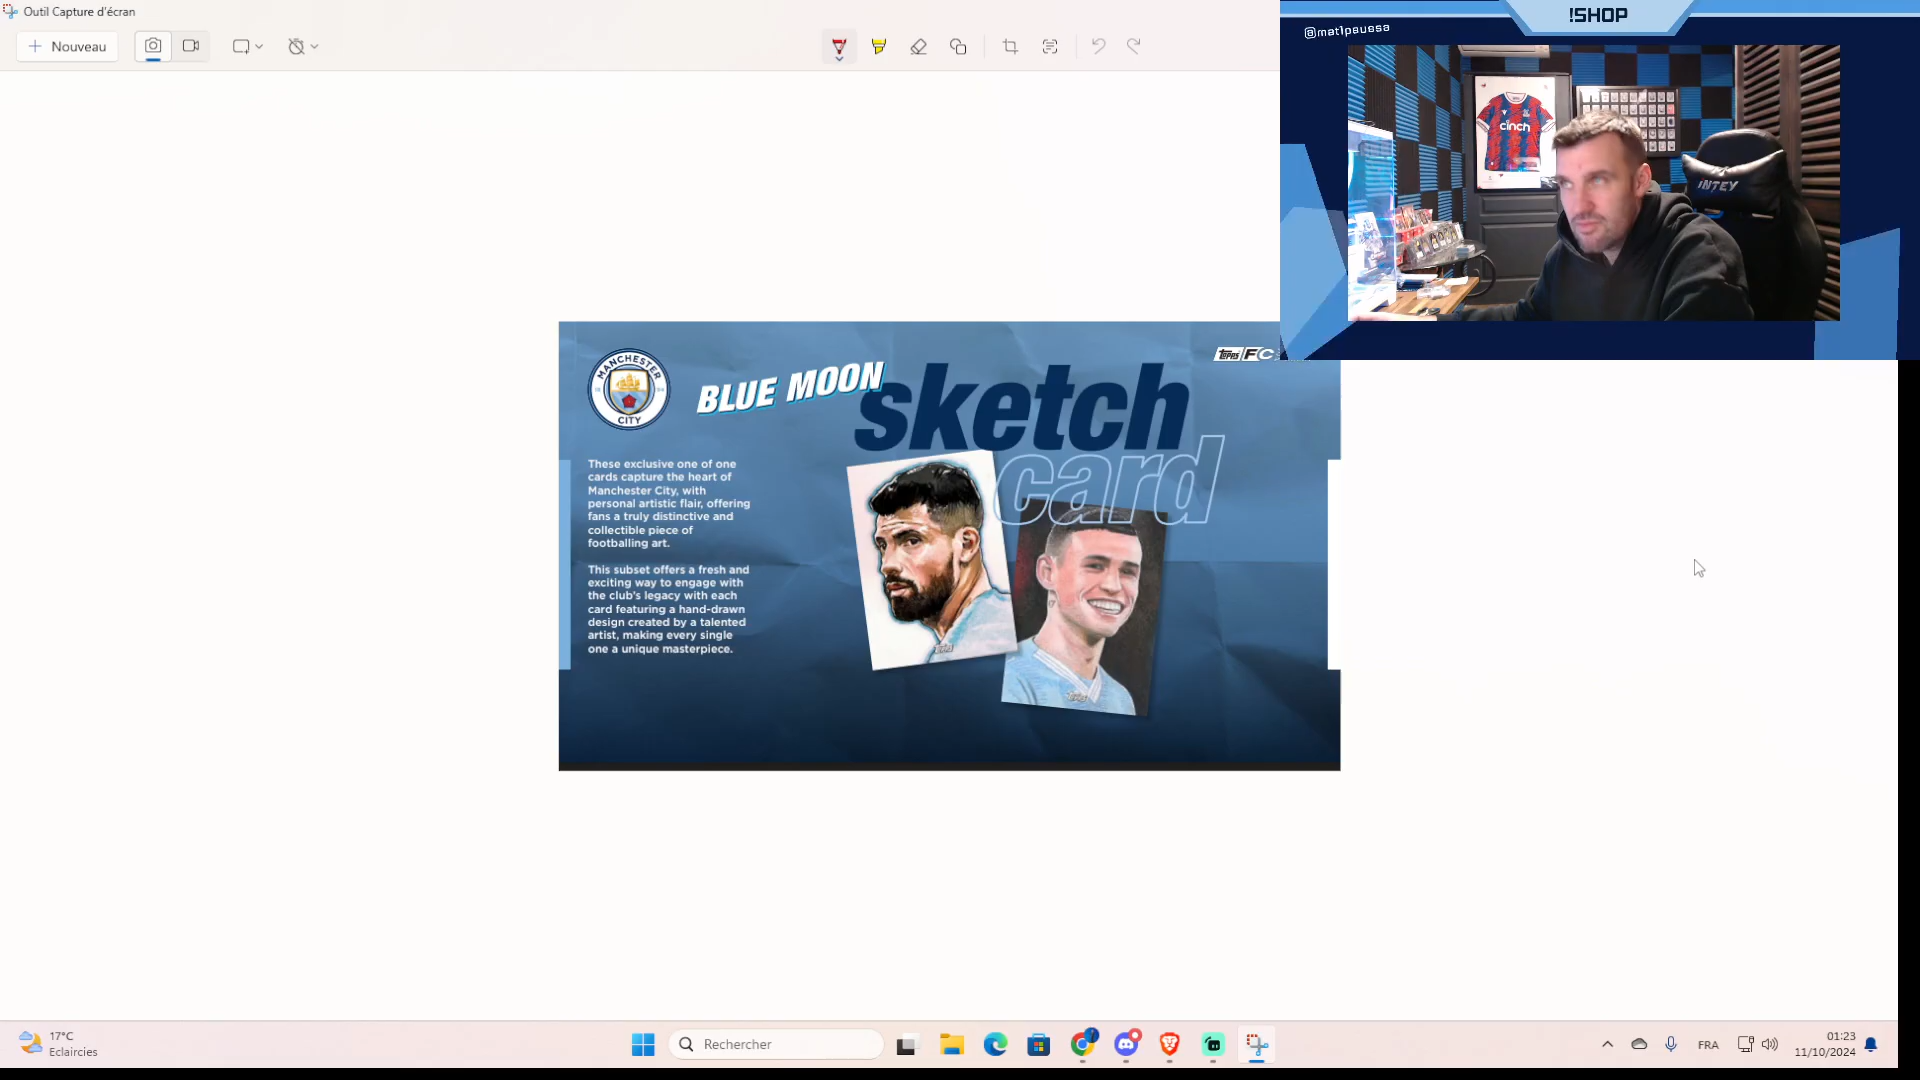 Outil Capture d'écran
Nouveau
!SHOP
@mat1pauesa
cinch
INTEY
TOPPS FC
MANCHESTER
CITY
BLUE MOON
sketch
card
These exclusive one of one
cards capture the heart of
Manchester City, with
personal artistic flair, offering
fans a truly distinctive and
collectible piece of
footballing art.
This subset offers a fresh and
exciting way to engage with
the club's legacy with each
card featuring a hand-drawn
design created by a talented
artist, making every single
one a unique masterpiece.
17°C
Eclaircies
Rechercher
FRA
01:23
11/10/2024